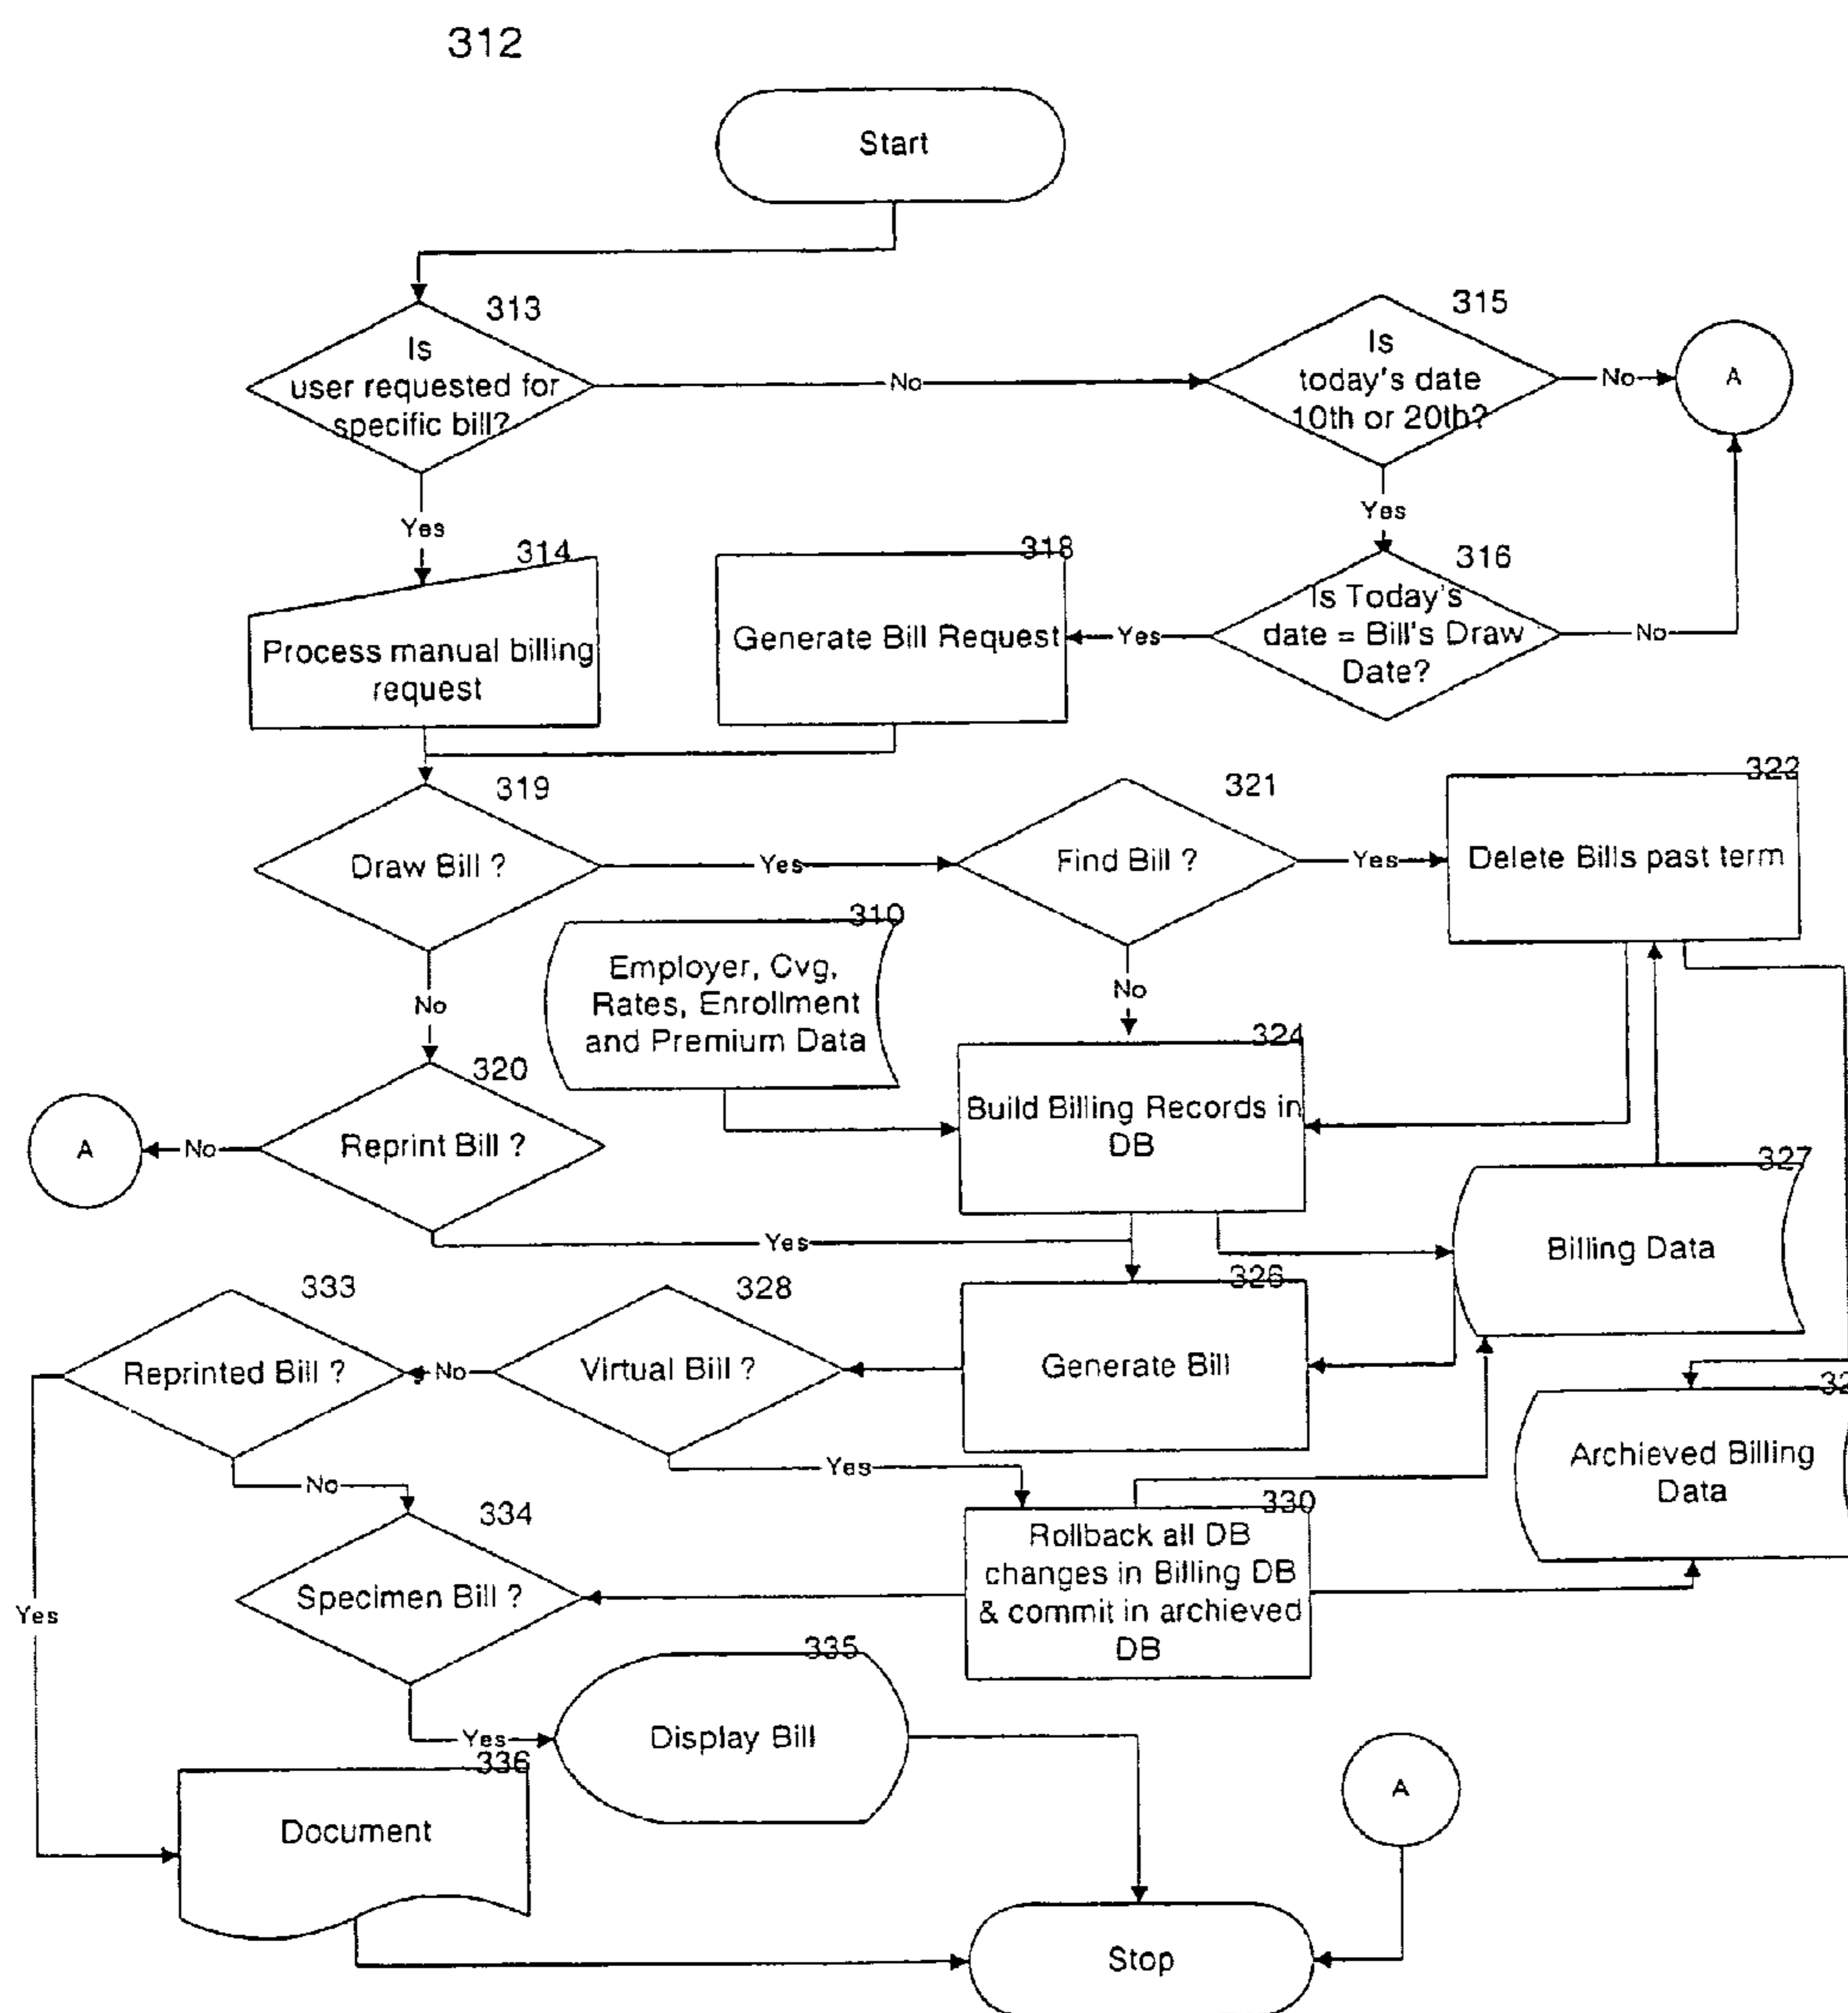 312
Start
313
Is
user requested for
specific bill?
No
315
Is
today's date
10th or 20th?
No
A
Yes
Yes
314
Process manual billing
request
318
Generate Bill Request
Yes
316
Is Today's
date = Bill's Draw
Date?
No
319
Draw Bill ?
Yes
321
Find Bill ?
Yes
322
Delete Bills past term
No
310
Employer, Cvg,
Rates, Enrollment
and Premium Data
No
324
Build Billing Records in
DB
320
Reprint Bill ?
No
A
Yes
327
Billing Data
333
Reprinted Bill ?
No
328
Virtual Bill ?
326
Generate Bill
32
Archieved Billing
Data
Yes
No
334
Specimen Bill ?
330
Rollback all DB
changes in Billing DB
& commit in archieved
DB
Yes
335
Display Bill
Yes
336
Document
A
Stop